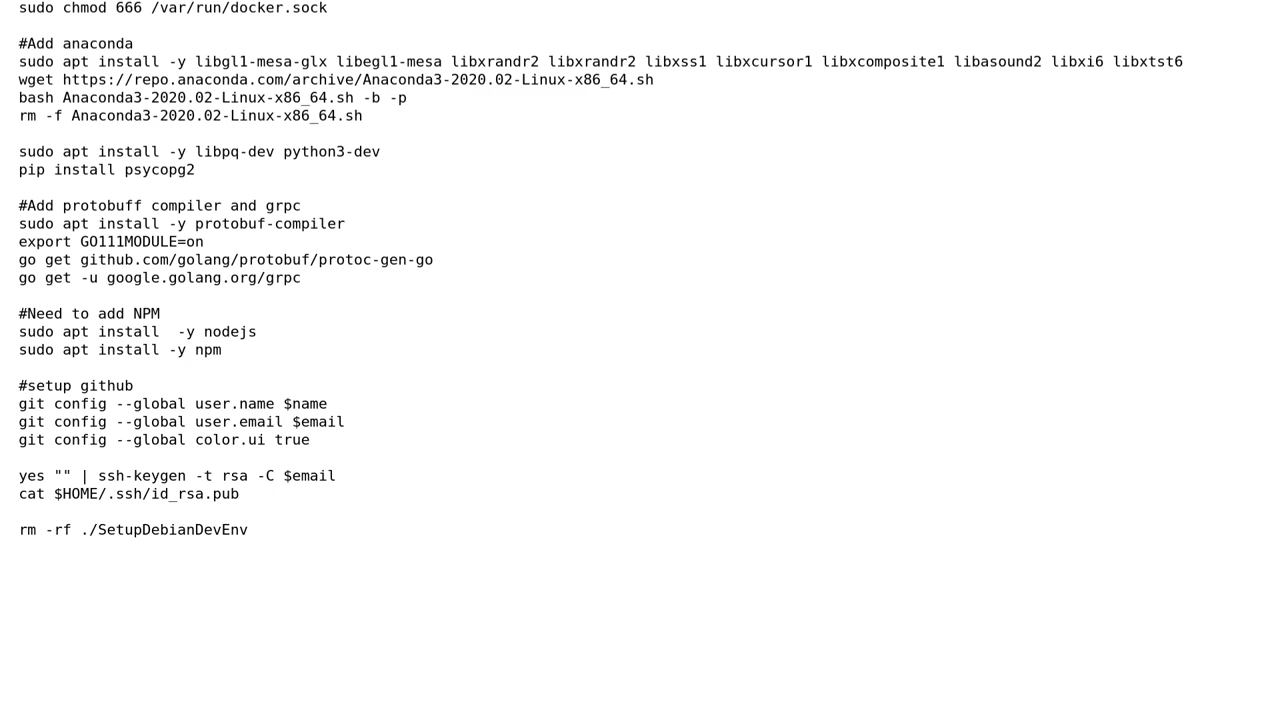 sudo chmod 666 /var/run/docker.sock
#Add anaconda
sudo apt install -y libgl1-mesa-glx libegl1-mesa libxrandr2 libxrandr2 libxss1 libxcursor1 libxcomposite1 libasound2 libxi6 libxtst6
wget https://repo.anaconda.com/archive/Anaconda3-2020.02-Linux-x86_64.sh
bash Anaconda3-2020.02-Linux-x86_64.sh -b -p
rm -f Anaconda3-2020.02-Linux-x86_64.sh
sudo apt install -y libpq-dev python3-dev
pip install psycopg2
#Add protobuff compiler and grpc
sudo apt install -y protobuf-compiler
export GO111MODULE=on
go get github.com/golang/protobuf/protoc-gen-go
go get -u google.golang.org/grpc
#Need to add NPM
sudo apt install  -y nodejs
sudo apt install -y npm
#setup github
git config --global user.name $name
git config --global user.email $email
git config --global color.ui true
yes "" | ssh-keygen -t rsa -C $email
cat $HOME/.ssh/id_rsa.pub
rm -rf ./SetupDebianDevEnv